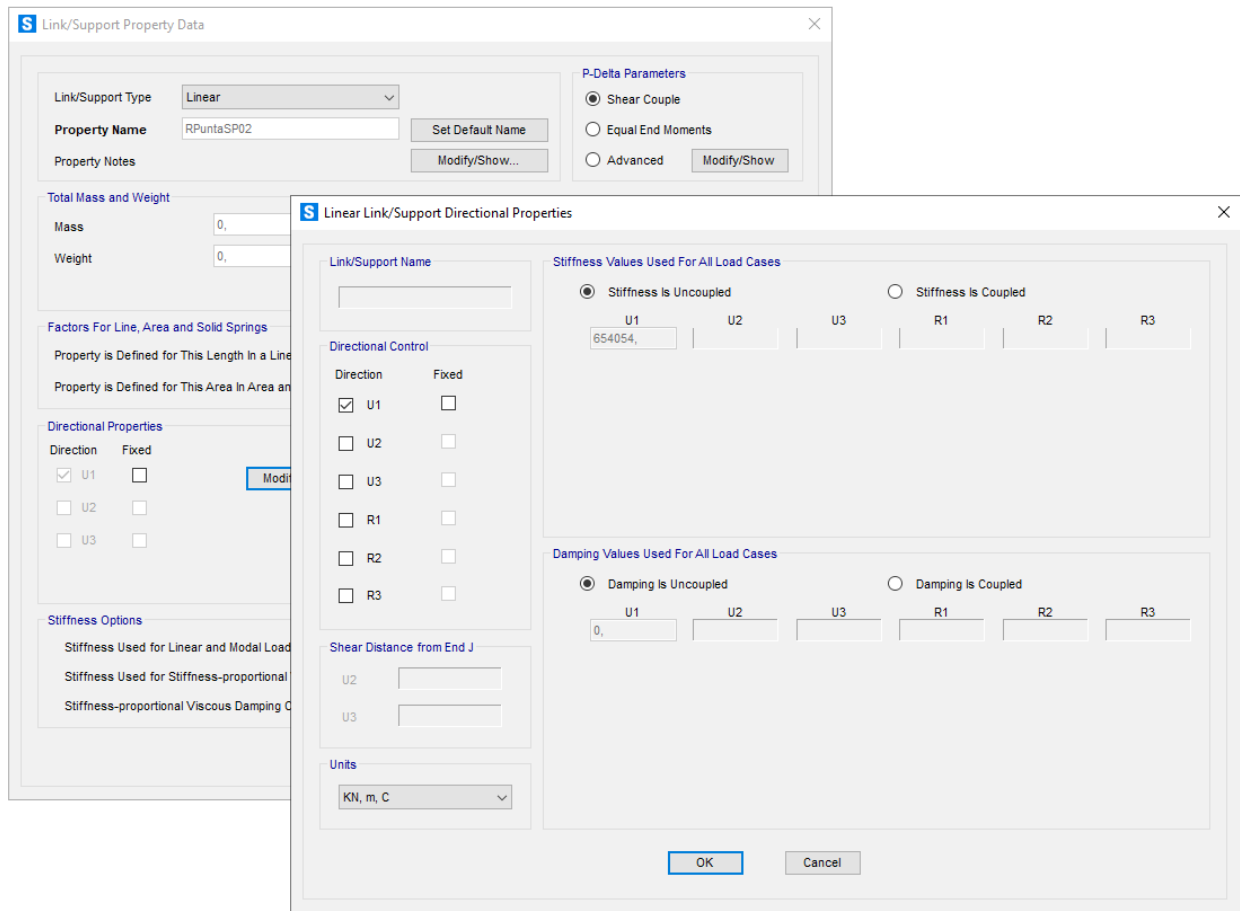 S Link/Support Property Data
Link/Support Type Linear
Property Name RPuntaSP02 Set Default Name
Property Notes Modify/Show...
P-Delta Parameters
Shear Couple
Equal End Moments
Advanced Modify/Show
Total Mass and Weight
Mass 0,
Weight 0,
Factors For Line, Area and Solid Springs
Property is Defined for This Length In a Line
Property is Defined for This Area In Area an
Directional Properties
Direction Fixed
U1
U2
U3
Modif
Stiffness Options
Stiffness Used for Linear and Modal Load
Stiffness Used for Stiffness-proportional
Stiffness-proportional Viscous Damping C
S Linear Link/Support Directional Properties
Link/Support Name
Directional Control
Direction Fixed
U1
U2
U3
R1
R2
R3
Shear Distance from End J
U2
U3
Units
KN, m, C
Stiffness Values Used For All Load Cases
Stiffness Is Uncoupled Stiffness Is Coupled
U1 U2 U3 R1 R2 R3
654054,
Damping Values Used For All Load Cases
Damping Is Uncoupled Damping Is Coupled
U1 U2 U3 R1 R2 R3
0,
OK Cancel